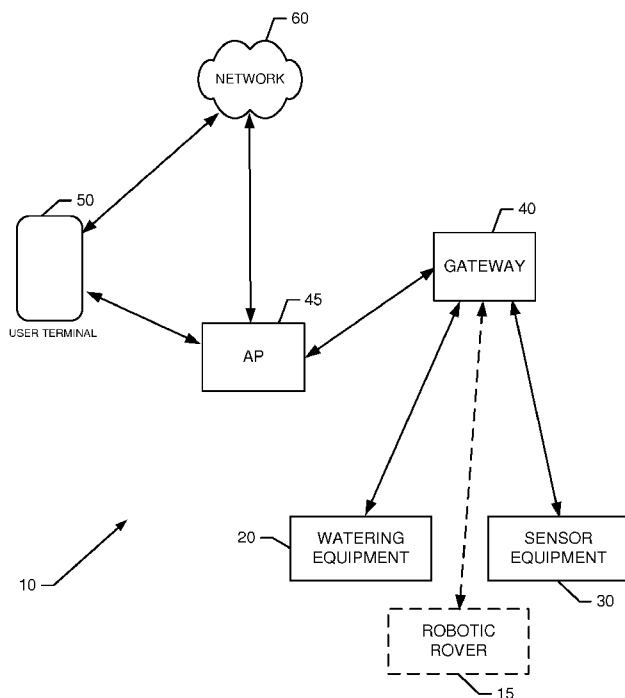 60
NETWORK
50
USER TERMINAL
40
GATEWAY
45
AP
20
WATERING
EQUIPMENT
SENSOR
EQUIPMENT
30
10
ROBOTIC
ROVER
15